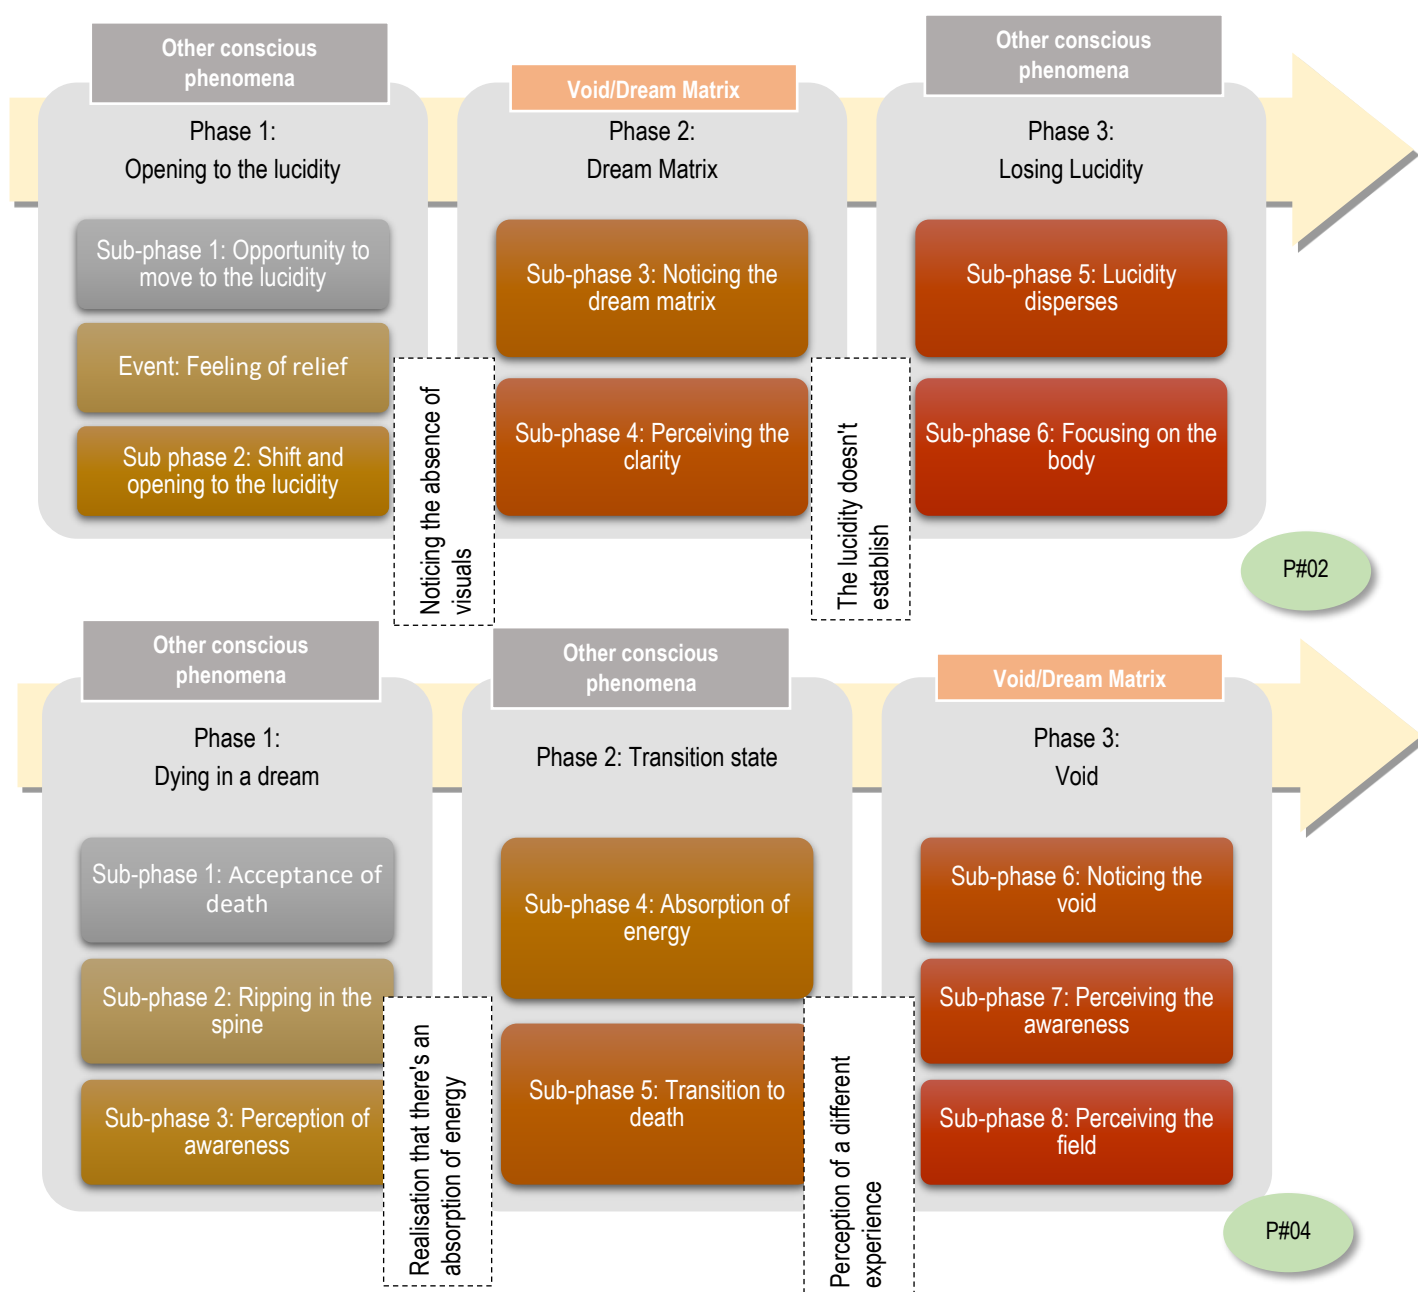 Other conscious
phenomena
Phase 1:
Opening to the lucidity
Sub-phase 1: Opportunity to
move to the lucidity
Event: Feeling of relief
Sub phase 2: Shift and
opening to the lucidity
Noticing the absence of
visuals
Void/Dream Matrix
Phase 2:
Dream Matrix
Sub-phase 3: Noticing the
dream matrix
Sub-phase 4: Perceiving the
clarity
The lucidity doesn't
establish
Other conscious
phenomena
Phase 3:
Losing Lucidity
Sub-phase 5: Lucidity
disperses
Sub-phase 6: Focusing on the
body
P#02
Other conscious
phenomena
Phase 1:
Dying in a dream
Sub-phase 1: Acceptance of
death
Sub-phase 2: Ripping in the
spine
Sub-phase 3: Perception of
awareness
Realisation that there's an
absorption of energy
Other conscious
phenomena
Phase 2: Transition state
Sub-phase 4: Absorption of
energy
Sub-phase 5: Transition to
death
Perception of a different
experience
Void/Dream Matrix
Phase 3:
Void
Sub-phase 6: Noticing the
void
Sub-phase 7: Perceiving the
awareness
Sub-phase 8: Perceiving the
field
P#04